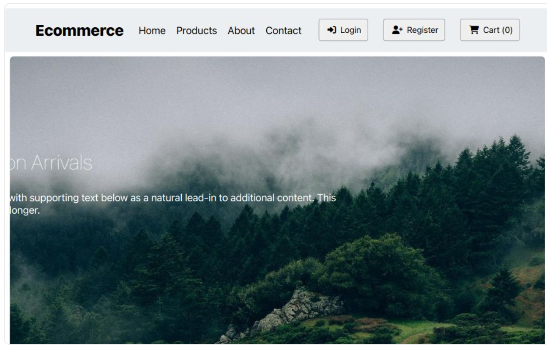 Ecommerce Home Products About Contact Login Register Cart (0)
on Arrivals
with supporting text below as a natural lead-in to additional content. This
longer.